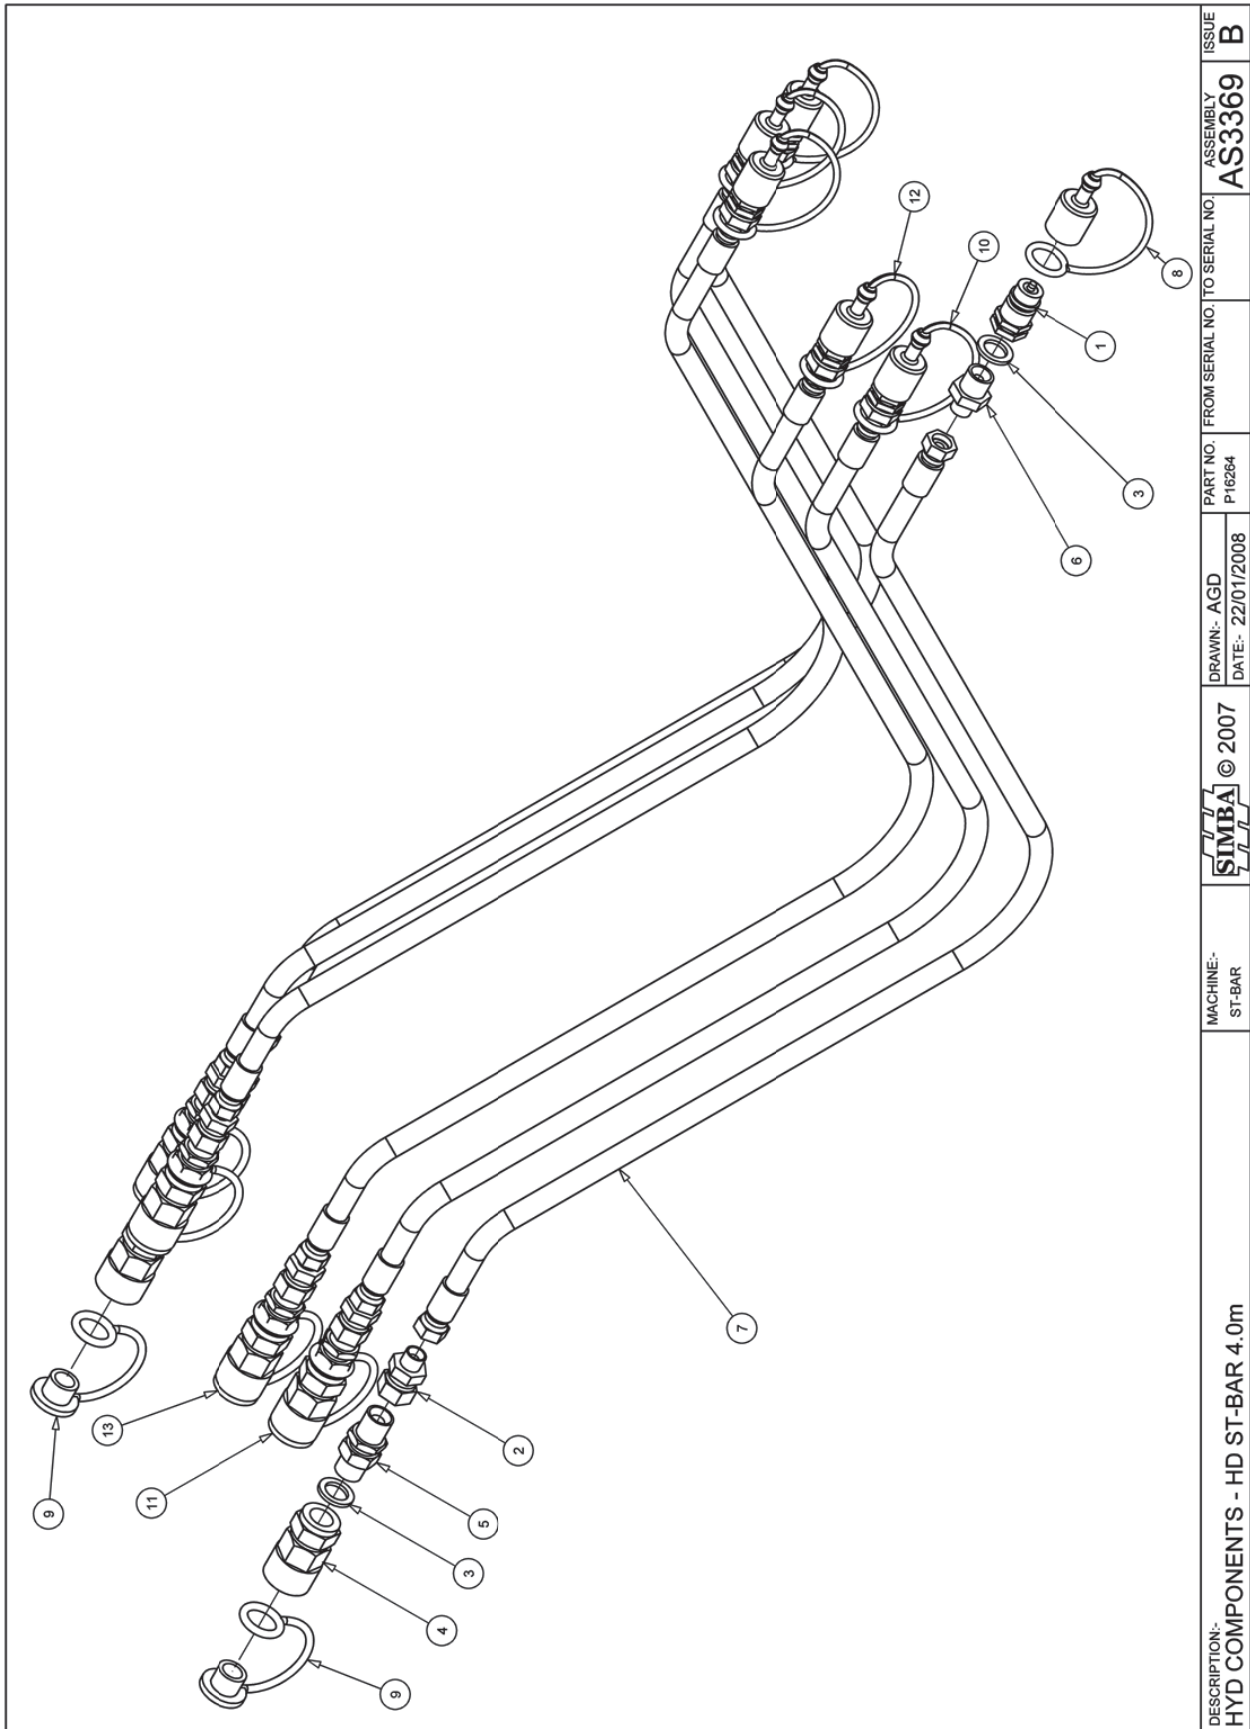 12
10
8
1
3
6
7
9
13
11
2
5
3
4
9
DESCRIPTION:-
HYD COMPONENTS - HD ST-BAR 4.0m
MACHINE:-
ST-BAR
SIMBA © 2007
DRAWN:- AGD
DATE:- 22/01/2008
PART NO.
P16264
FROM SERIAL NO.
TO SERIAL NO.
ASSEMBLY
AS3369
ISSUE
B